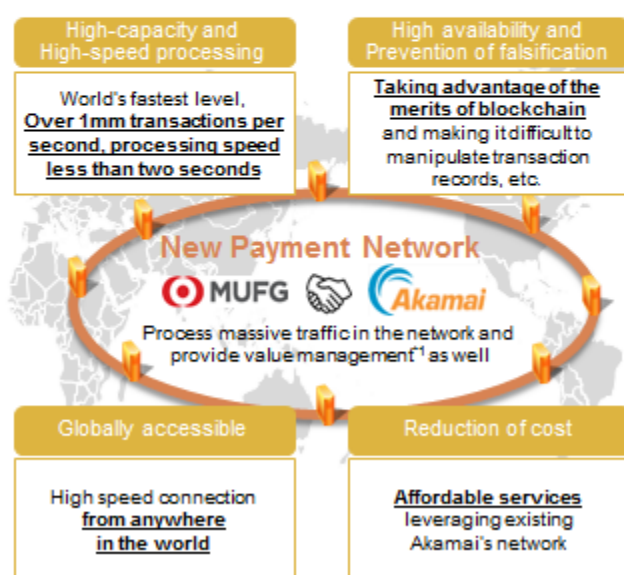 High-capacity and
High-speed processing
World's fastest level,
Over 1mm transactions per
second, processing speed
less than two seconds
High availability and
Prevention of falsification
Taking advantage of the
merits of blockchain
and making it difficult to
manipulate transaction
records, etc.
New Payment Network
MUFG
Akamai
Process massive traffic in the network and
provide value management*1 as well
Globally accessible
High speed connection
from anywhere
in the world
Reduction of cost
Affordable services
leveraging existing
Akamai's network